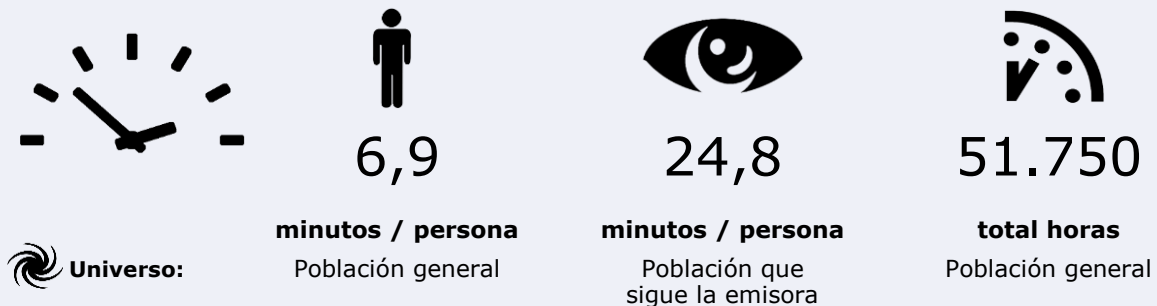 6,9
24,8
51.750
minutos / persona
minutos / persona
total horas
Universo:
Población general
Población que
sigue la emisora
Población general